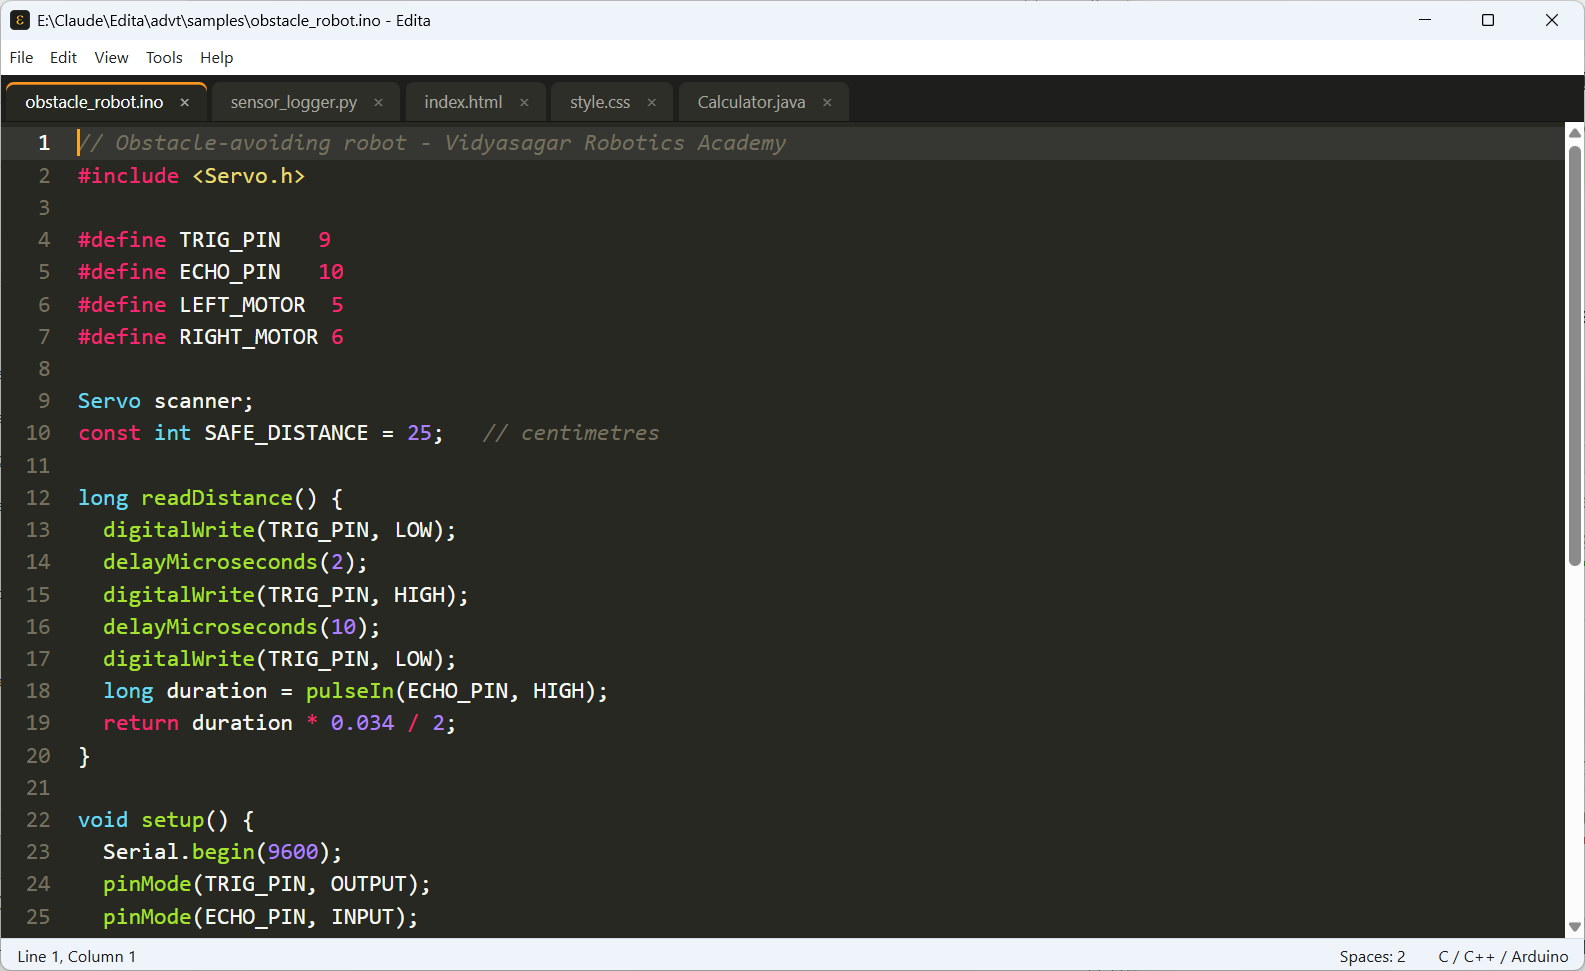 E:\Claude\Edita\advt\samples\obstacle_robot.ino - Edita
File Edit View Tools Help
obstacle_robot.ino × sensor_logger.py × index.html × style.css × Calculator.java ×
1 // Obstacle-avoiding robot - Vidyasagar Robotics Academy
2 #include <Servo.h>
3
4 #define TRIG_PIN   9
5 #define ECHO_PIN   10
6 #define LEFT_MOTOR  5
7 #define RIGHT_MOTOR 6
8
9 Servo scanner;
10 const int SAFE_DISTANCE = 25;   // centimetres
11
12 long readDistance() {
13   digitalWrite(TRIG_PIN, LOW);
14   delayMicroseconds(2);
15   digitalWrite(TRIG_PIN, HIGH);
16   delayMicroseconds(10);
17   digitalWrite(TRIG_PIN, LOW);
18   long duration = pulseIn(ECHO_PIN, HIGH);
19   return duration * 0.034 / 2;
20 }
21
22 void setup() {
23   Serial.begin(9600);
24   pinMode(TRIG_PIN, OUTPUT);
25   pinMode(ECHO_PIN, INPUT);
Line 1, Column 1 Spaces: 2 C / C++ / Arduino